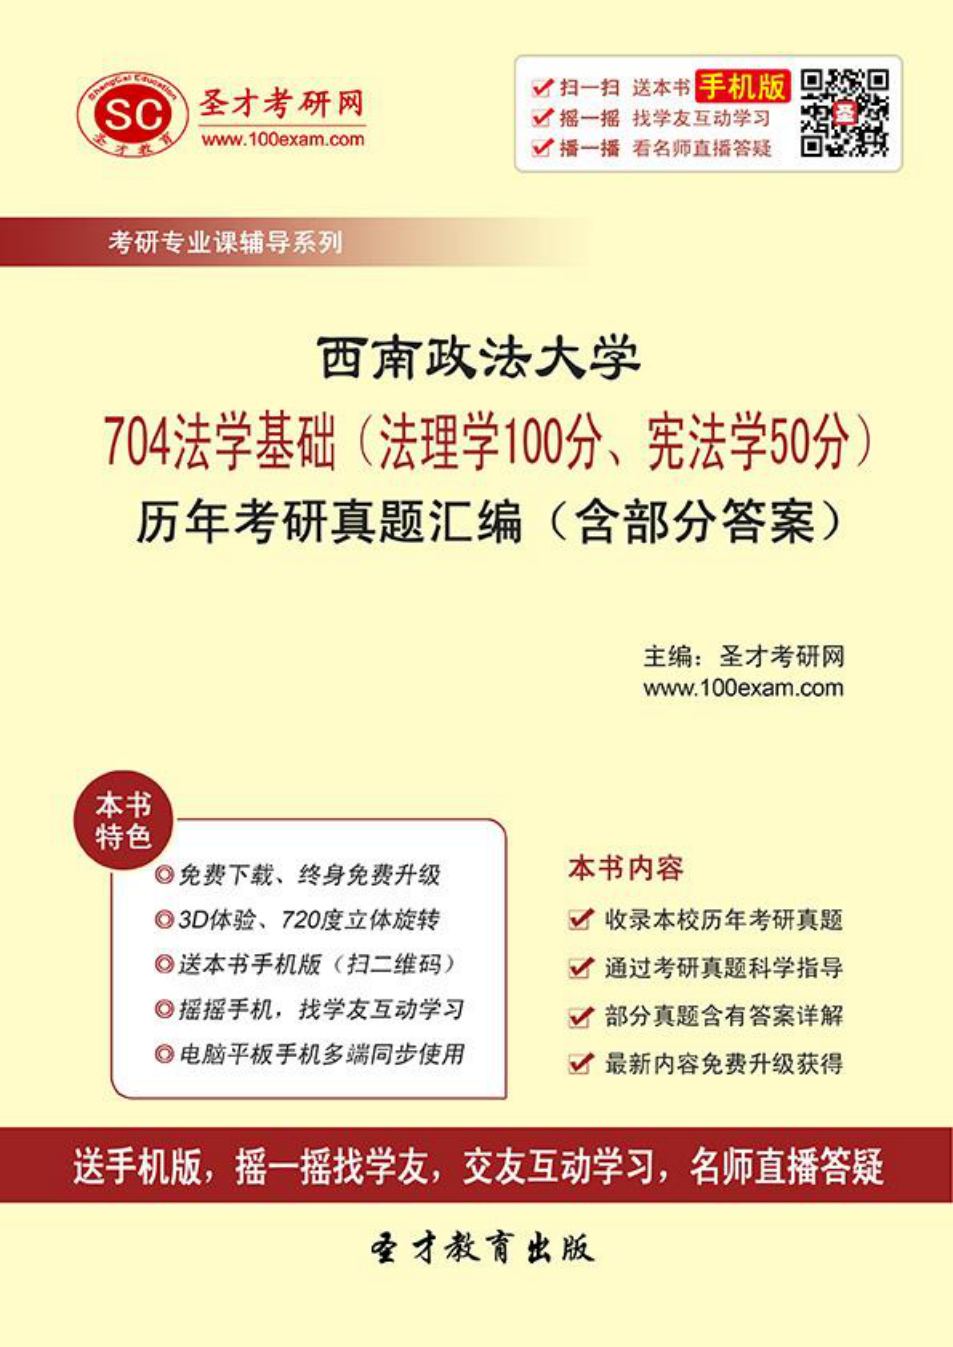 ShengCai Education
SC
圣才教育
圣才考研网
www.100exam.com
扫一扫 送本书 手机版
摇一摇 找学友互动学习
播一播 看名师直播答疑
圣
考研专业课辅导系列
西南政法大学
704法学基础（法理学100分、宪法学50分）
历年考研真题汇编（含部分答案）
主编：圣才考研网
www.100exam.com
本书
特色
◎免费下载、终身免费升级
◎3D体验、720度立体旋转
◎送本书手机版（扫二维码）
◎摇摇手机，找学友互动学习
◎电脑平板手机多端同步使用
本书内容
收录本校历年考研真题
通过考研真题科学指导
部分真题含有答案详解
最新内容免费升级获得
送手机版，摇一摇找学友，交友互动学习，名师直播答疑
圣才教育出版